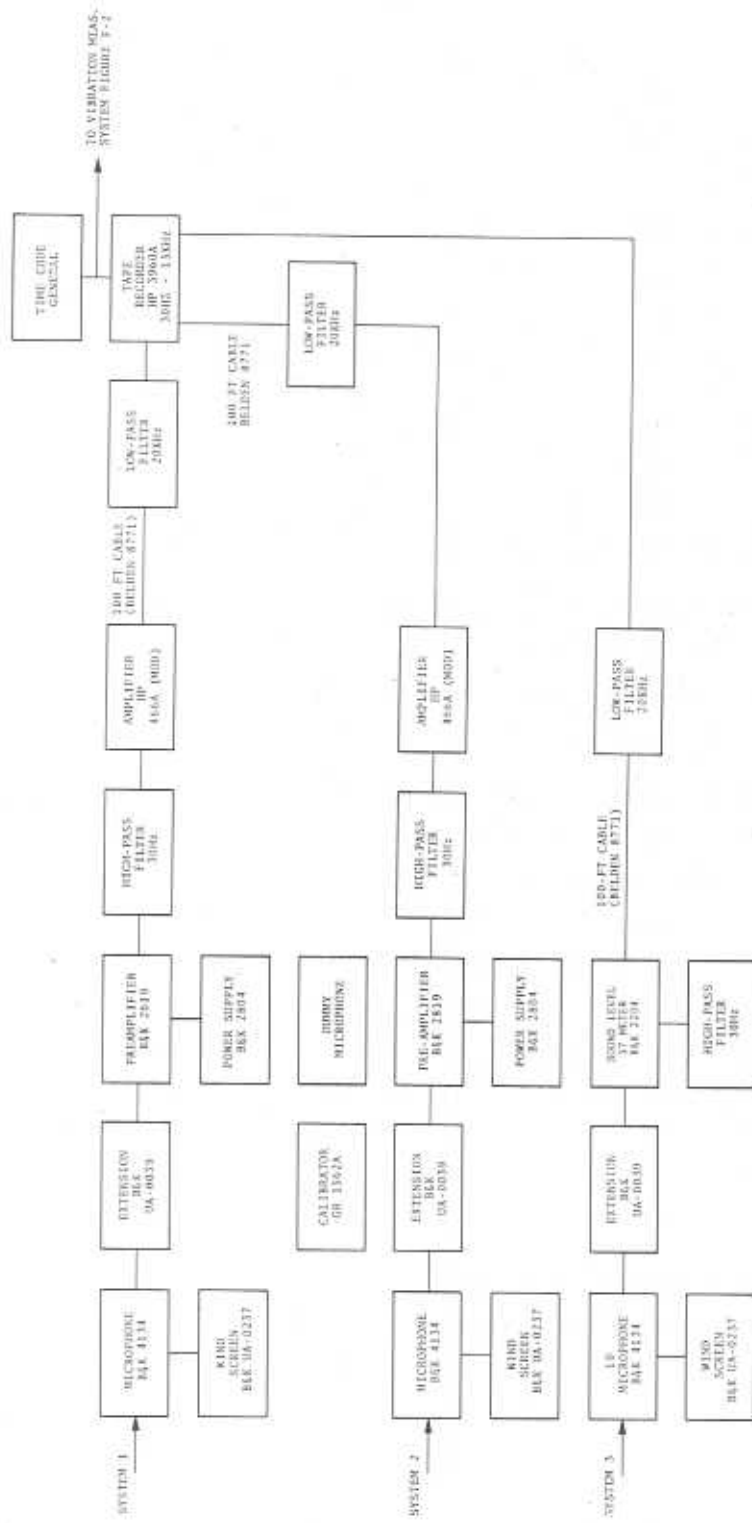 SYSTEM 1
MICROPHONE
B&K 4134
WIND
SCREEN
B&K UA-0237
EXTENSION
B&K
UA-0039
PREAMPLIFIER
B&K
POWER SUPPLY
B&K 2804
HIGH-PASS
FILTER
30Hz
AMPLIFIER
HP
466A (MOD)
100 FT CABLE
(BELDEN 8771)
LOW-PASS
FILTER
20KHz
TIME CODE
GENERAL
TAPE
RECORDER
HP 3960A
30Hz - 15KHz
TO VIBRATION MEAS-
SYSTEM FIGURE F-2
CALIBRATOR
GR 1562A
DUMMY
MICROPHONE
SYSTEM 2
MICROPHONE
B&K 4134
WIND
SCREEN
B&K UA-0237
EXTENSION
B&K
UA-0039
PRE-AMPLIFIER
B&K
POWER SUPPLY
B&K 2804
HIGH-PASS
FILTER
30Hz
AMPLIFIER
HP
466A (MOD)
LOW-PASS
FILTER
20KHz
100 FT CABLE
BELDEN 8771
SYSTEM 3
MICROPHONE
B&K 4134
WIND
SCREEN
B&K UA-0237
EXTENSION
B&K
UA-0039
SOUND LEVEL
METER
B&K 2204
HIGH-PASS
FILTER
30Hz
100-FT CABLE
(BELDEN 8771)
LOW-PASS
FILTER
20KHz